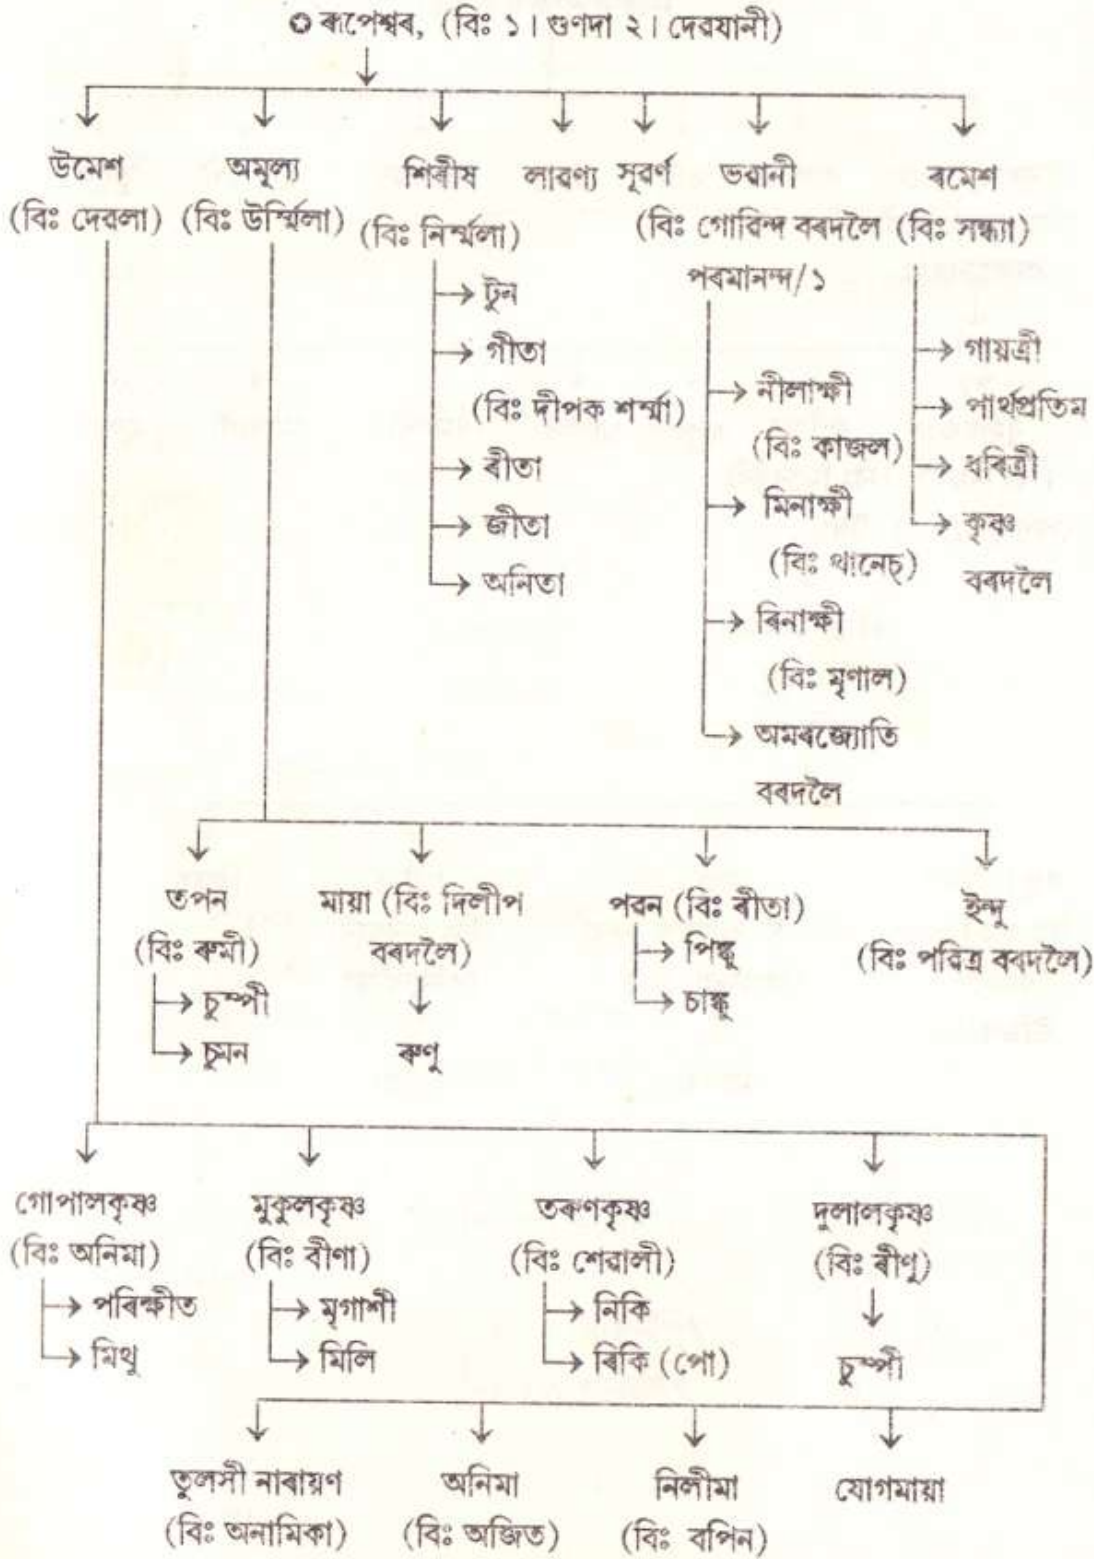 ✪ ৰূপেশ্বৰ, (বিঃ ১। গুণদা ২। দেৱযানী)
উমেশ অমূল্য শিৰীষ লাৱণ্য সূবৰ্ণ ভৱানী ৰমেশ
(বিঃ দেৱলা) (বিঃ উৰ্ম্মিলা) (বিঃ নিৰ্ম্মলা) (বিঃ গোৱিন্দ বৰদলৈ) (বিঃ সন্ধ্যা)
পৰমানন্দ/১
টুন
গীতা
(বিঃ দীপক শৰ্ম্মা)
ৰীতা
জীতা
অনিতা
নীলাক্ষী
(বিঃ কাজল)
মিনাক্ষী
(বিঃ থানেচ্)
ৰিনাক্ষী
(বিঃ মৃণাল)
অমৰজ্যোতি
বৰদলৈ
গায়ত্ৰী
পাৰ্থপ্ৰতিম
ধৰিত্ৰী
কৃষ্ণ
বৰদলৈ
তপন মায়া (বিঃ দিলীপ পৱন (বিঃ ৰীতা) ইন্দু
(বিঃ ৰুমী) বৰদলৈ) (বিঃ পৱিত্ৰ বৰদলৈ)
চুম্পী
চুমন
ৰুণু
পিঙ্কু
চাঙ্কু
গোপালকৃষ্ণ মুকুলকৃষ্ণ তৰুণকৃষ্ণ দুলালকৃষ্ণ
(বিঃ অনিমা) (বিঃ বীণা) (বিঃ শেৱালী) (বিঃ ৰীণু)
পৰিক্ষীত মৃগাশী নিকি
মিথু মিলি ৰিকি (পো) চুম্পী
তুলসী নাৰায়ণ অনিমা নিলীমা যোগমায়া
(বিঃ অনামিকা) (বিঃ অজিত) (বিঃ বপিন)